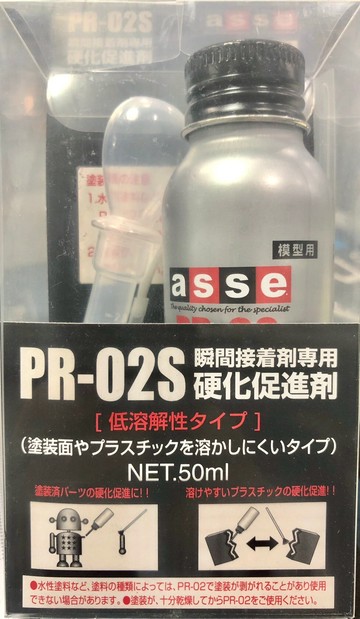 PR-02S
瞬間接着剤専用
硬化促進剤
模型用
asse
The quality chosen for the specialist
PR-02S 瞬間接着剤専用
硬化促進剤
[ 低溶解性タイプ ]
(塗装面やプラスチックを溶かしにくいタイプ)
NET.50ml
塗装済パーツの硬化促進に!!
溶けやすいプラスチックの硬化促進!!
●水性塗料など、塗料の種類によっては、PR-02で塗装が剥がれることがあり使用
できない場合があります。●塗装が、十分乾燥してからPR-02をご使用ください。